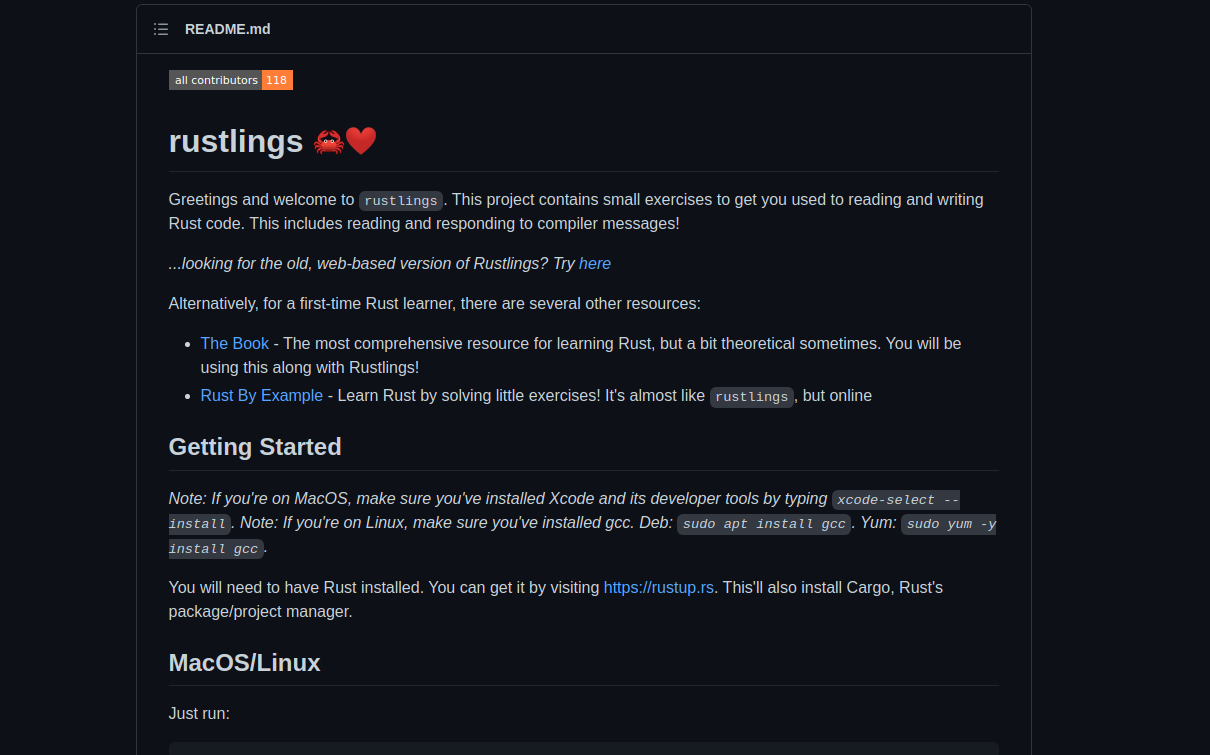 README.md
all contributors 118
rustlings 🦀❤️
Greetings and welcome to rustlings. This project contains small exercises to get you used to reading and writing
Rust code. This includes reading and responding to compiler messages!
...looking for the old, web-based version of Rustlings? Try here
Alternatively, for a first-time Rust learner, there are several other resources:
• The Book - The most comprehensive resource for learning Rust, but a bit theoretical sometimes. You will be
using this along with Rustlings!
• Rust By Example - Learn Rust by solving little exercises! It's almost like rustlings, but online
Getting Started
Note: If you're on MacOS, make sure you've installed Xcode and its developer tools by typing xcode-select --
install. Note: If you're on Linux, make sure you've installed gcc. Deb: sudo apt install gcc. Yum: sudo yum -y
install gcc.
You will need to have Rust installed. You can get it by visiting https://rustup.rs. This'll also install Cargo, Rust's
package/project manager.
MacOS/Linux
Just run: